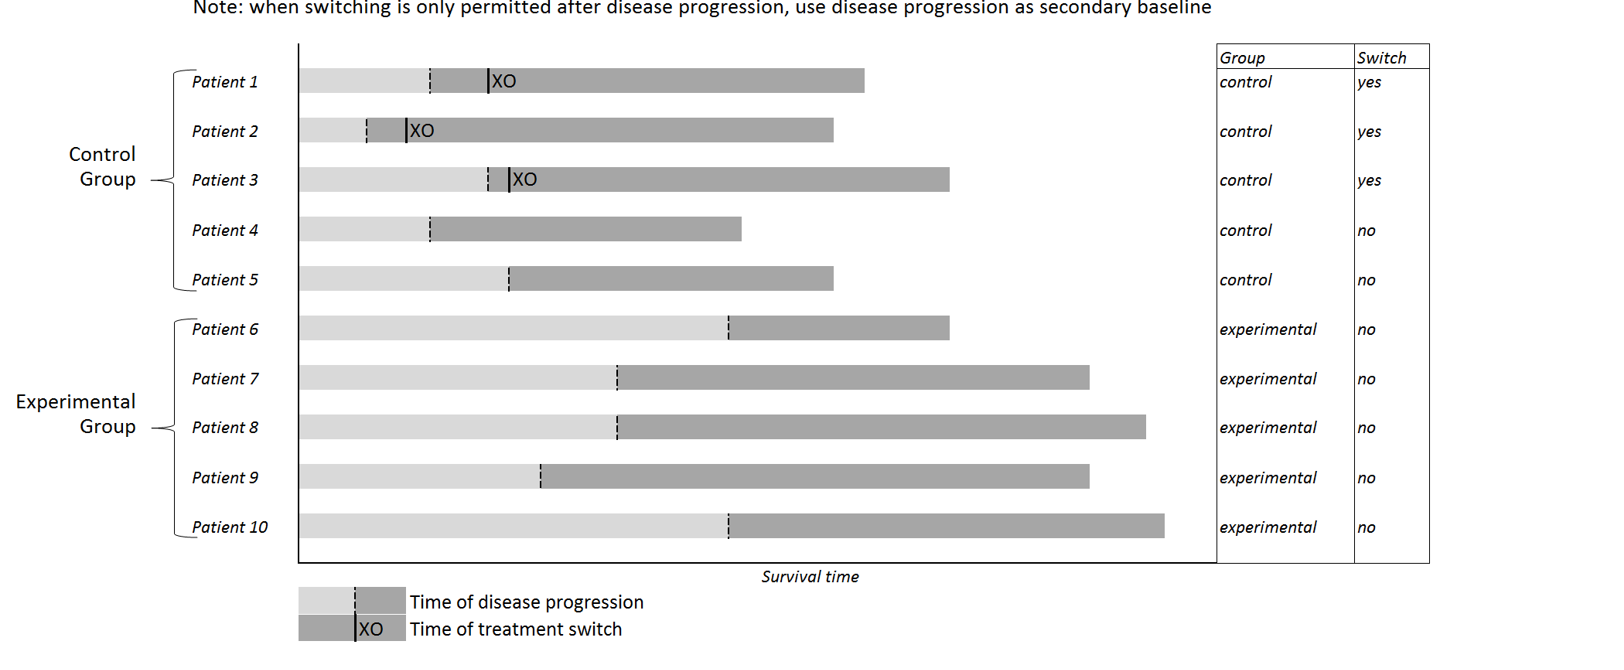 Note: when switching is only permitted after disease progression, use disease progression as secondary baseline
Group Switch
Patient 1 XO control yes
Patient 2 XO control yes
Control
Group
Patient 3 XO control yes
Patient 4 control no
Patient 5 control no
Patient 6 experimental no
Patient 7 experimental no
Experimental
Group
Patient 8 experimental no
Patient 9 experimental no
Patient 10 experimental no
Survival time
Time of disease progression
XO Time of treatment switch